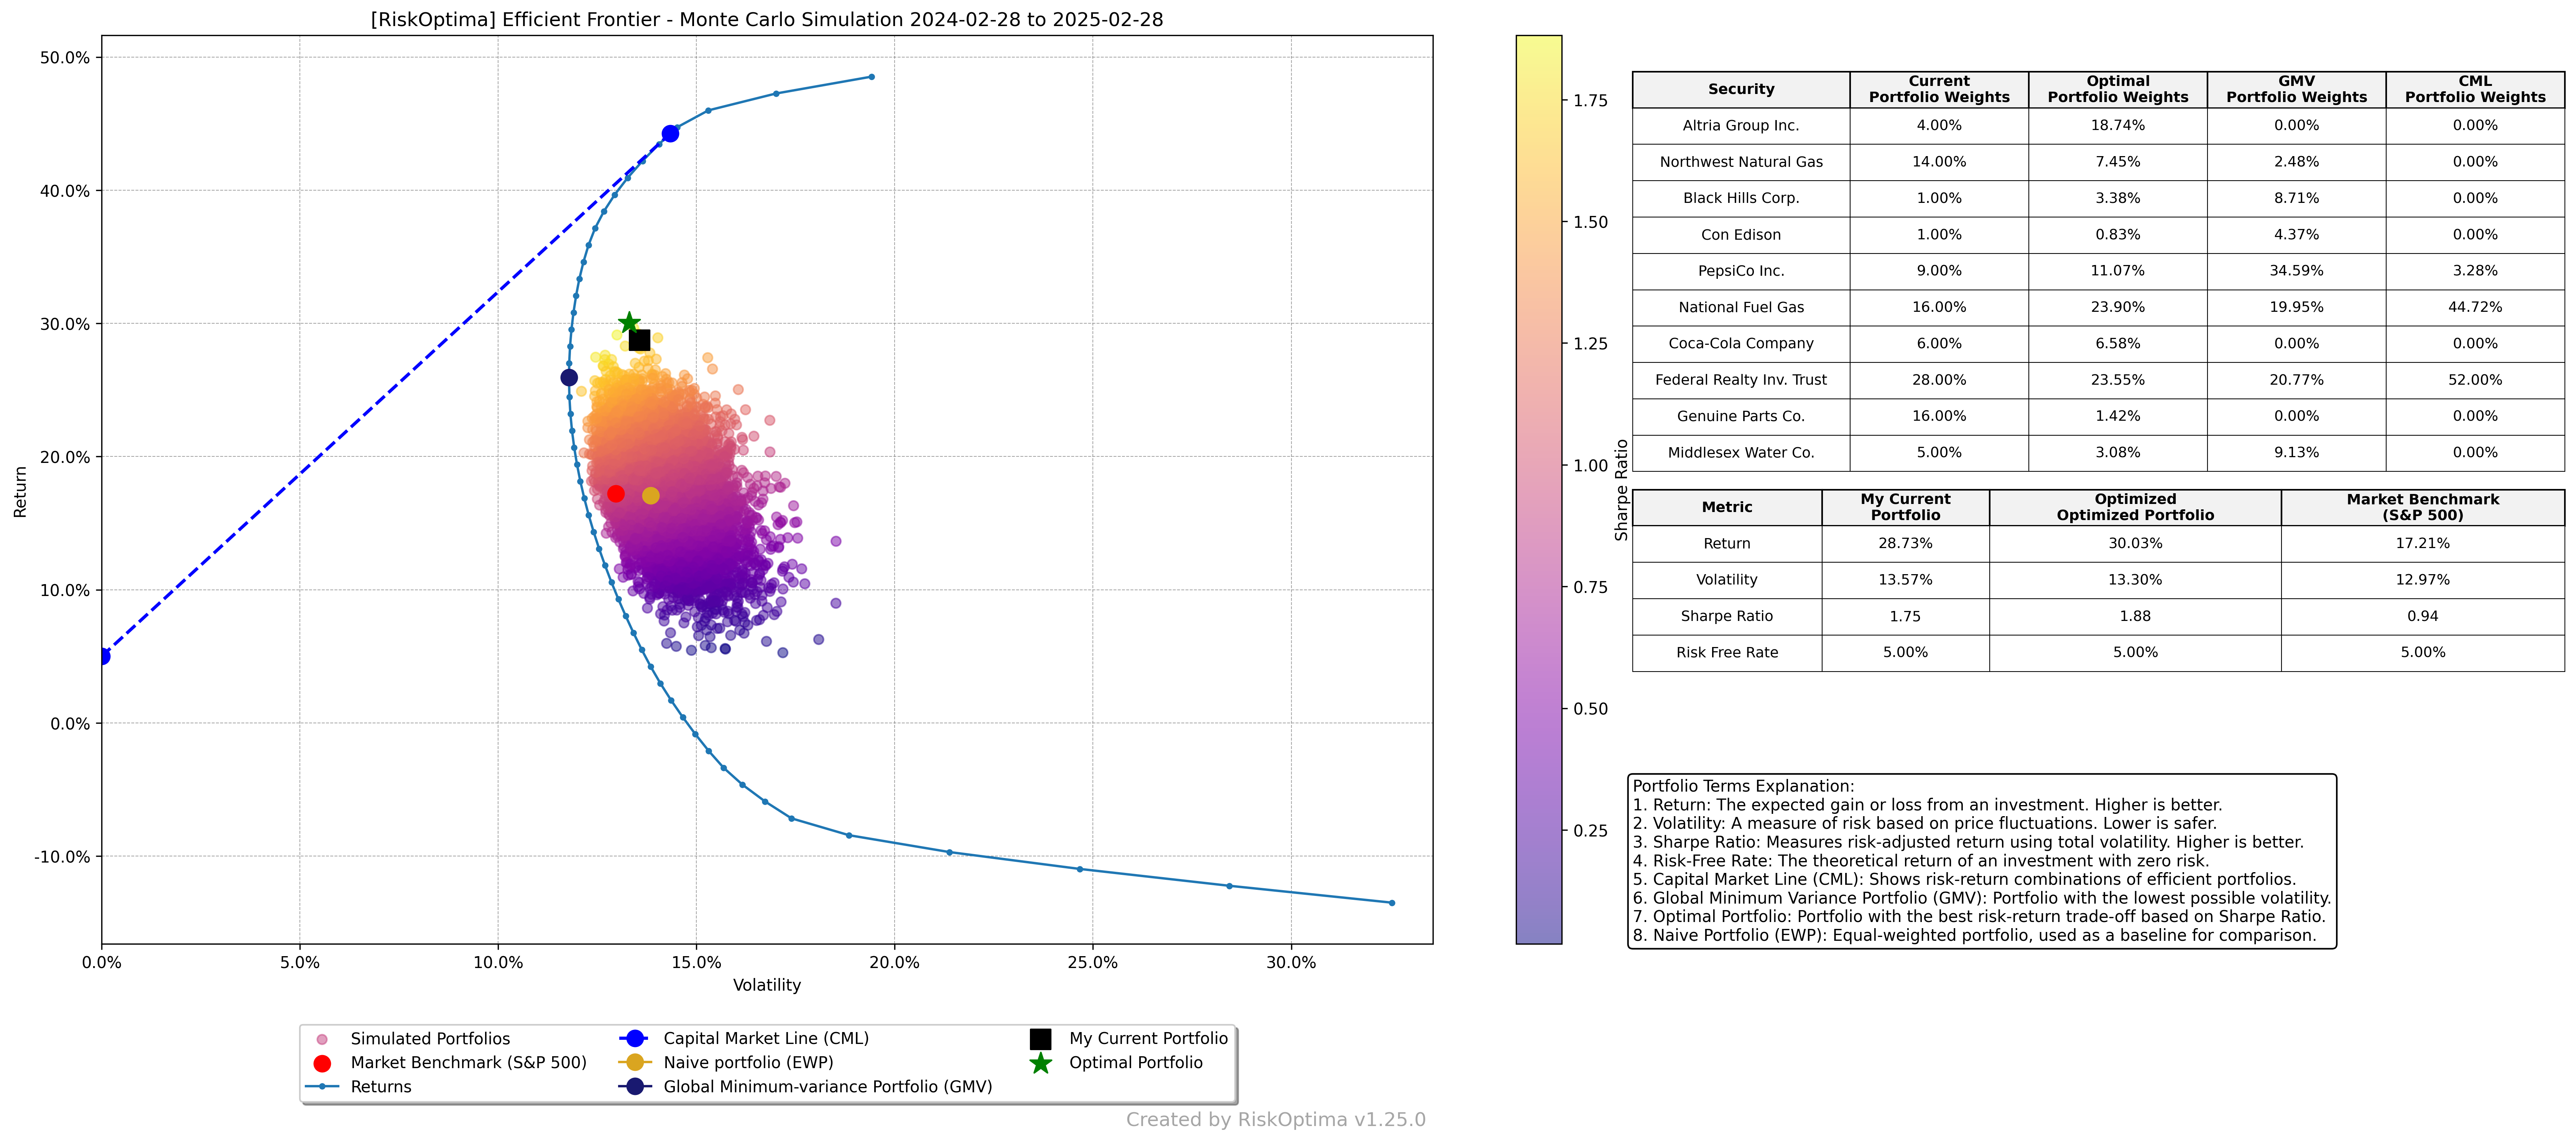 [RiskOptima] Efficient Frontier - Monte Carlo Simulation 2024-02-28 to 2025-02-28
Return
50.0%
40.0%
30.0%
20.0%
10.0%
0.0%
-10.0%
0.0% 5.0% 10.0% 15.0% 20.0% 25.0% 30.0%
Volatility
Simulated Portfolios
Market Benchmark (S&P 500)
Returns
Capital Market Line (CML)
Naive portfolio (EWP)
Global Minimum-variance Portfolio (GMV)
My Current Portfolio
Optimal Portfolio
Created by RiskOptima v1.25.0
1.75
1.50
1.25
1.00
0.75
0.50
0.25
Sharpe Ratio
Security Current Portfolio Weights Optimal Portfolio Weights GMV Portfolio Weights CML Portfolio Weights
Altria Group Inc. 4.00% 18.74% 0.00% 0.00%
Northwest Natural Gas 14.00% 7.45% 2.48% 0.00%
Black Hills Corp. 1.00% 3.38% 8.71% 0.00%
Con Edison 1.00% 0.83% 4.37% 0.00%
PepsiCo Inc. 9.00% 11.07% 34.59% 3.28%
National Fuel Gas 16.00% 23.90% 19.95% 44.72%
Coca-Cola Company 6.00% 6.58% 0.00% 0.00%
Federal Realty Inv. Trust 28.00% 23.55% 20.77% 52.00%
Genuine Parts Co. 16.00% 1.42% 0.00% 0.00%
Middlesex Water Co. 5.00% 3.08% 9.13% 0.00%
Metric My Current Portfolio Optimized Optimized Portfolio Market Benchmark (S&P 500)
Return 28.73% 30.03% 17.21%
Volatility 13.57% 13.30% 12.97%
Sharpe Ratio 1.75 1.88 0.94
Risk Free Rate 5.00% 5.00% 5.00%
Portfolio Terms Explanation:
1. Return: The expected gain or loss from an investment. Higher is better.
2. Volatility: A measure of risk based on price fluctuations. Lower is safer.
3. Sharpe Ratio: Measures risk-adjusted return using total volatility. Higher is better.
4. Risk-Free Rate: The theoretical return of an investment with zero risk.
5. Capital Market Line (CML): Shows risk-return combinations of efficient portfolios.
6. Global Minimum Variance Portfolio (GMV): Portfolio with the lowest possible volatility.
7. Optimal Portfolio: Portfolio with the best risk-return trade-off based on Sharpe Ratio.
8. Naive Portfolio (EWP): Equal-weighted portfolio, used as a baseline for comparison.